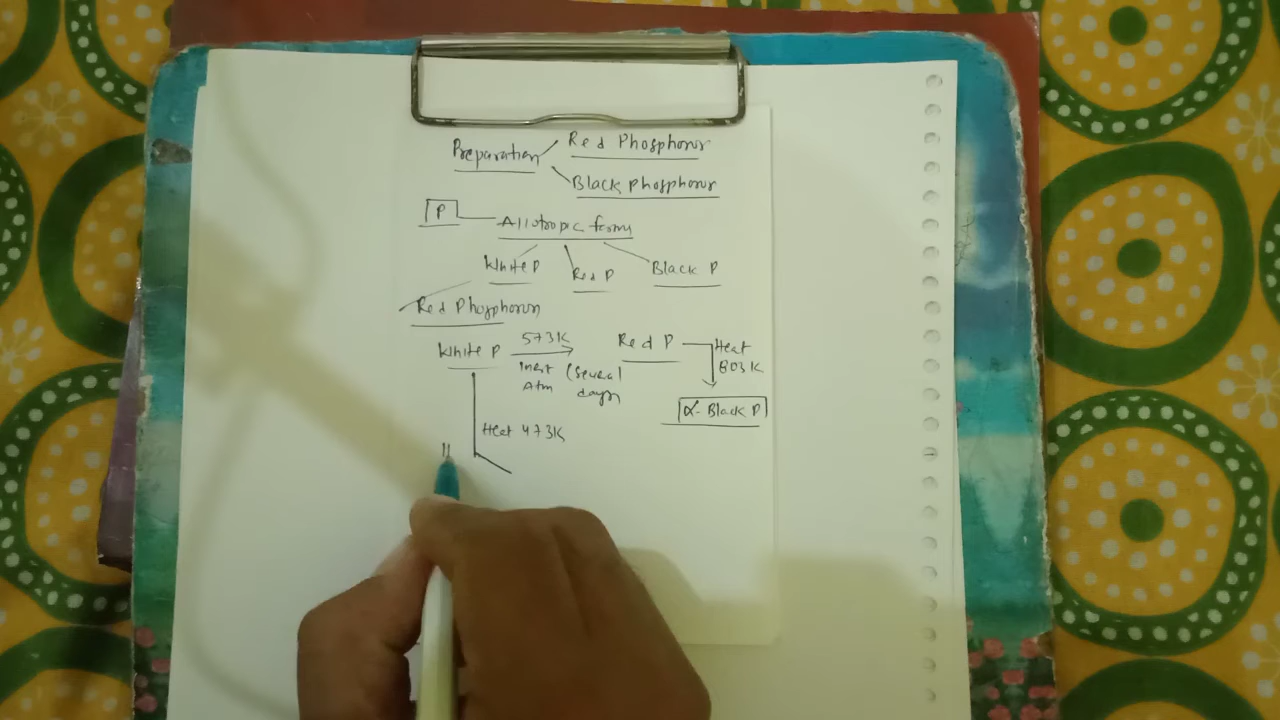 Preparation Red Phosphorus
Black Phosphorus
P Allotropic forms
White P Red P Black P
Red Phosphorus
White P 573K Red P Heat 803K
Inert Atm (Several days)
α-Black P
Heat 473K